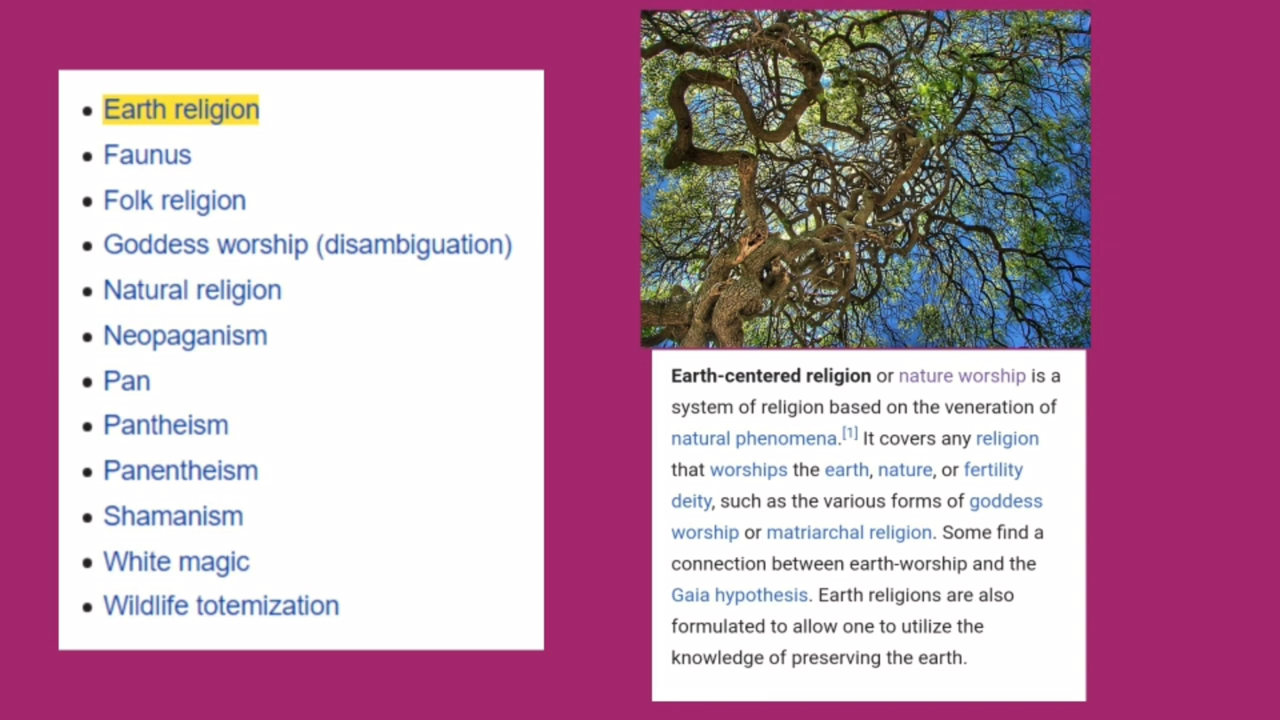 Earth religion
Faunus
Folk religion
Goddess worship (disambiguation)
Natural religion
Neopaganism
Pan
Pantheism
Panentheism
Shamanism
White magic
Wildlife totemization
Earth-centered religion or nature worship is a
system of religion based on the veneration of
natural phenomena.[1] It covers any religion
that worships the earth, nature, or fertility
deity, such as the various forms of goddess
worship or matriarchal religion. Some find a
connection between earth-worship and the
Gaia hypothesis. Earth religions are also
formulated to allow one to utilize the
knowledge of preserving the earth.